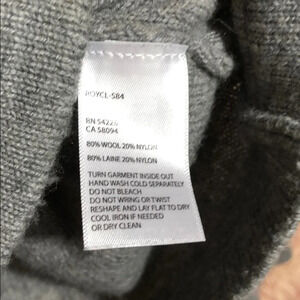 ROYCL-S84
RN 54226
CA 58094
80% WOOL 20% NYLON
80% LAINE 20% NYLON
TURN GARMENT INSIDE OUT
HAND WASH COLD SEPARATELY
DO NOT BLEACH
DO NOT WRING OR TWIST
RESHAPE AND LAY FLAT TO DRY
COOL IRON IF NEEDED
OR DRY CLEAN